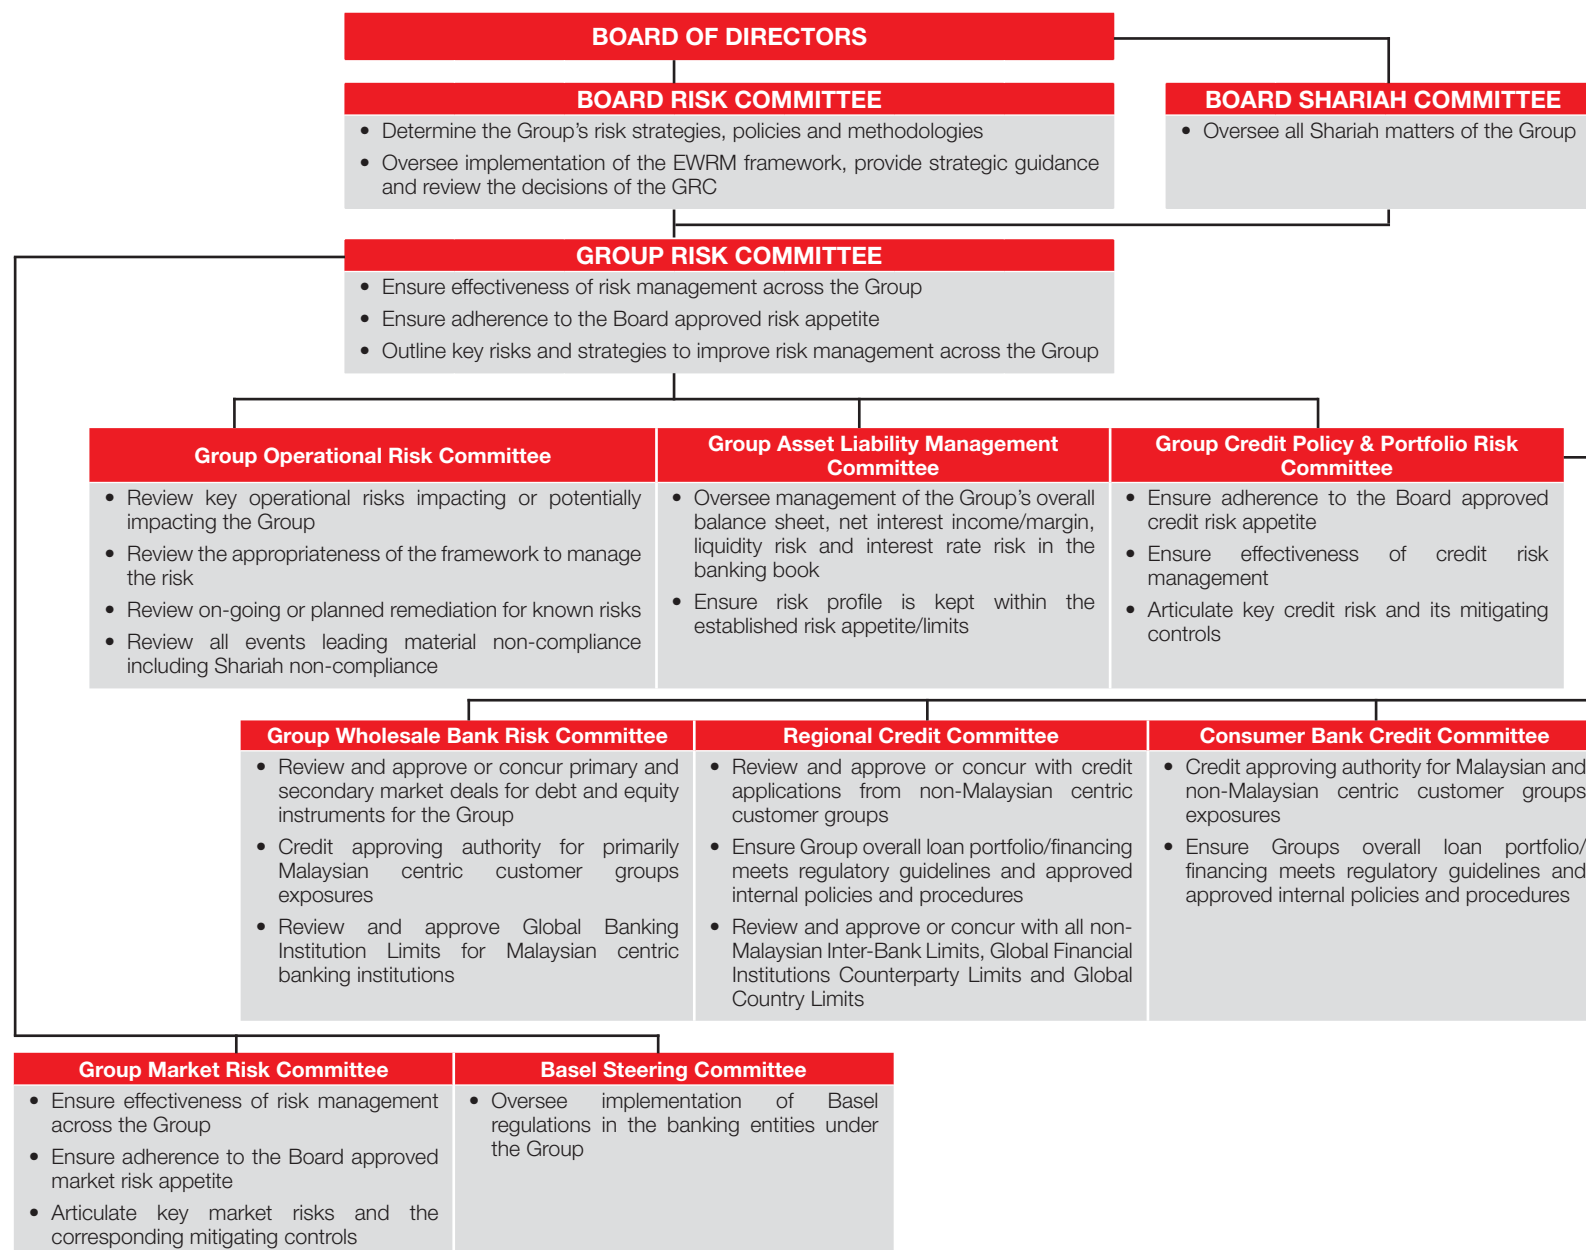 BOARD OF DIRECTORS
BOARD RISK COMMITTEE
• Determine the Group's risk strategies, policies and methodologies
• Oversee implementation of the EWRM framework, provide strategic guidance
and review the decisions of the GRC
BOARD SHARIAH COMMITTEE
• Oversee all Shariah matters of the Group
GROUP RISK COMMITTEE
• Ensure effectiveness of risk management across the Group
• Ensure adherence to the Board approved risk appetite
• Outline key risks and strategies to improve risk management across the Group
Group Operational Risk Committee
• Review key operational risks impacting or potentially
impacting the Group
• Review the appropriateness of the framework to manage
the risk
• Review on-going or planned remediation for known risks
• Review all events leading material non-compliance
including Shariah non-compliance
Group Asset Liability Management
Committee
• Oversee management of the Group's overall
balance sheet, net interest income/margin,
liquidity risk and interest rate risk in the
banking book
• Ensure risk profile is kept within the
established risk appetite/limits
Group Credit Policy & Portfolio Risk
Committee
• Ensure adherence to the Board approved
credit risk appetite
• Ensure effectiveness of credit risk
management
• Articulate key credit risk and its mitigating
controls
Group Wholesale Bank Risk Committee
• Review and approve or concur primary and
secondary market deals for debt and equity
instruments for the Group
• Credit approving authority for primarily
Malaysian centric customer groups
exposures
• Review and approve Global Banking
Institution Limits for Malaysian centric
banking institutions
Regional Credit Committee
• Review and approve or concur with credit
applications from non-Malaysian centric
customer groups
• Ensure Group overall loan portfolio/financing
meets regulatory guidelines and approved
internal policies and procedures
• Review and approve or concur with all non-
Malaysian Inter-Bank Limits, Global Financial
Institutions Counterparty Limits and Global
Country Limits
Consumer Bank Credit Committee
• Credit approving authority for Malaysian and
non-Malaysian centric customer groups
exposures
• Ensure Groups overall loan portfolio/
financing meets regulatory guidelines and
approved internal policies and procedures
Group Market Risk Committee
• Ensure effectiveness of risk management
across the Group
• Ensure adherence to the Board approved
market risk appetite
• Articulate key market risks and the
corresponding mitigating controls
Basel Steering Committee
• Oversee implementation of Basel
regulations in the banking entities under
the Group